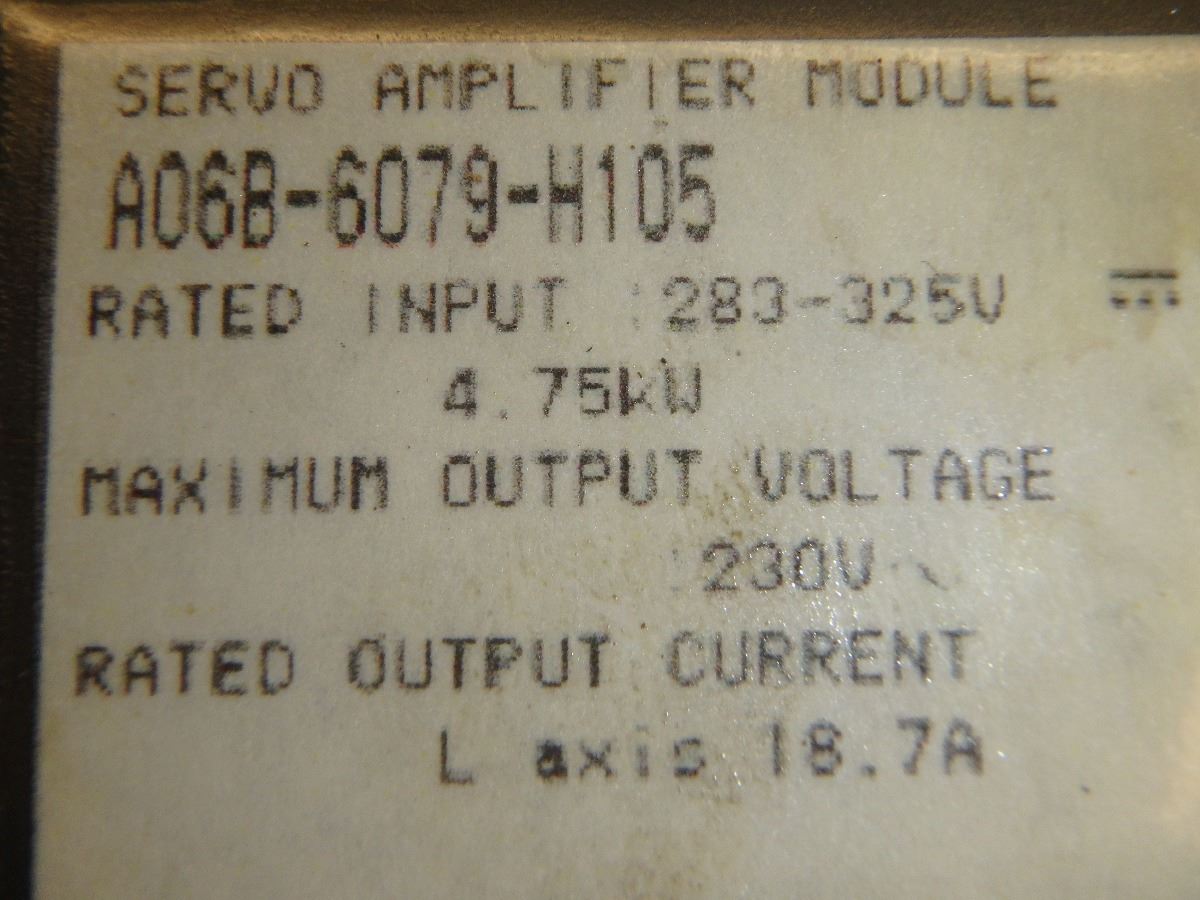 SERVO AMPLIFIER MODULE
A06B-6079-H105
RATED INPUT :283-325V ⎓
4.75kW
MAXIMUM OUTPUT VOLTAGE
:230V~
RATED OUTPUT CURRENT
L axis 18.7A